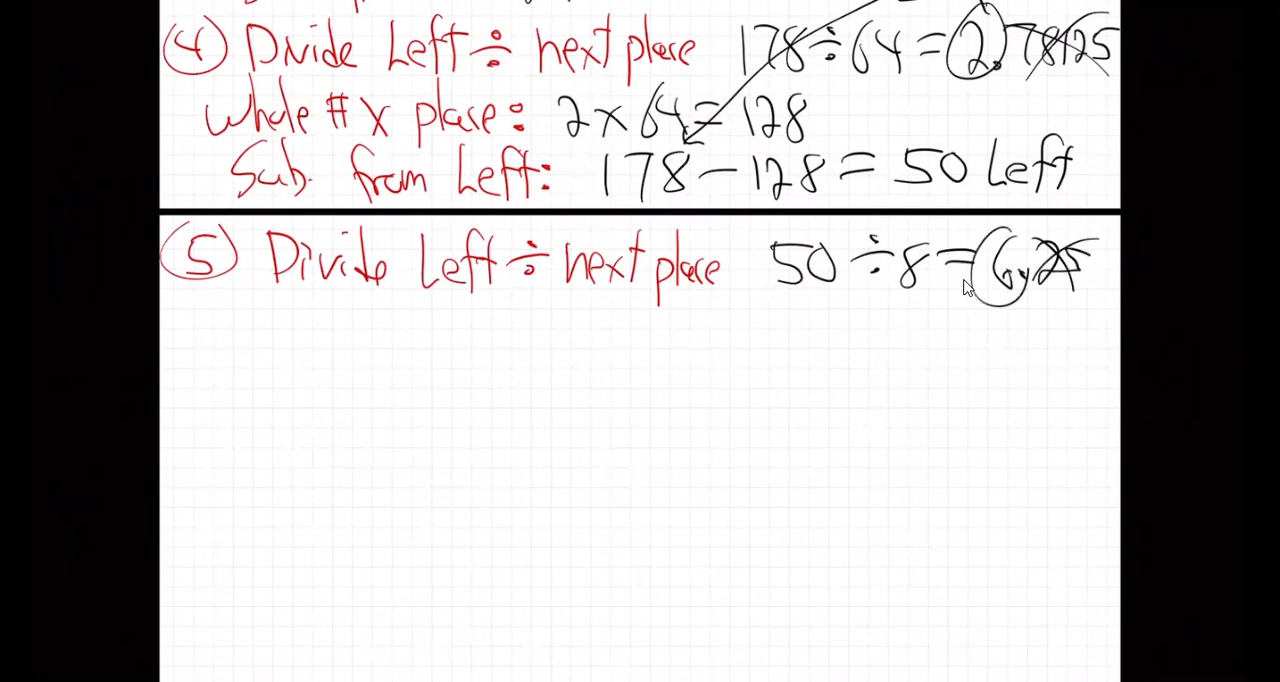 (4) Divide Left ÷ next place 178 ÷ 64 = 2.78125
Whole # X place: 2 x 64 = 128
Sub. from Left: 178 - 128 = 50 Left
(5) Divide Left ÷ next place 50 ÷ 8 = 6.25